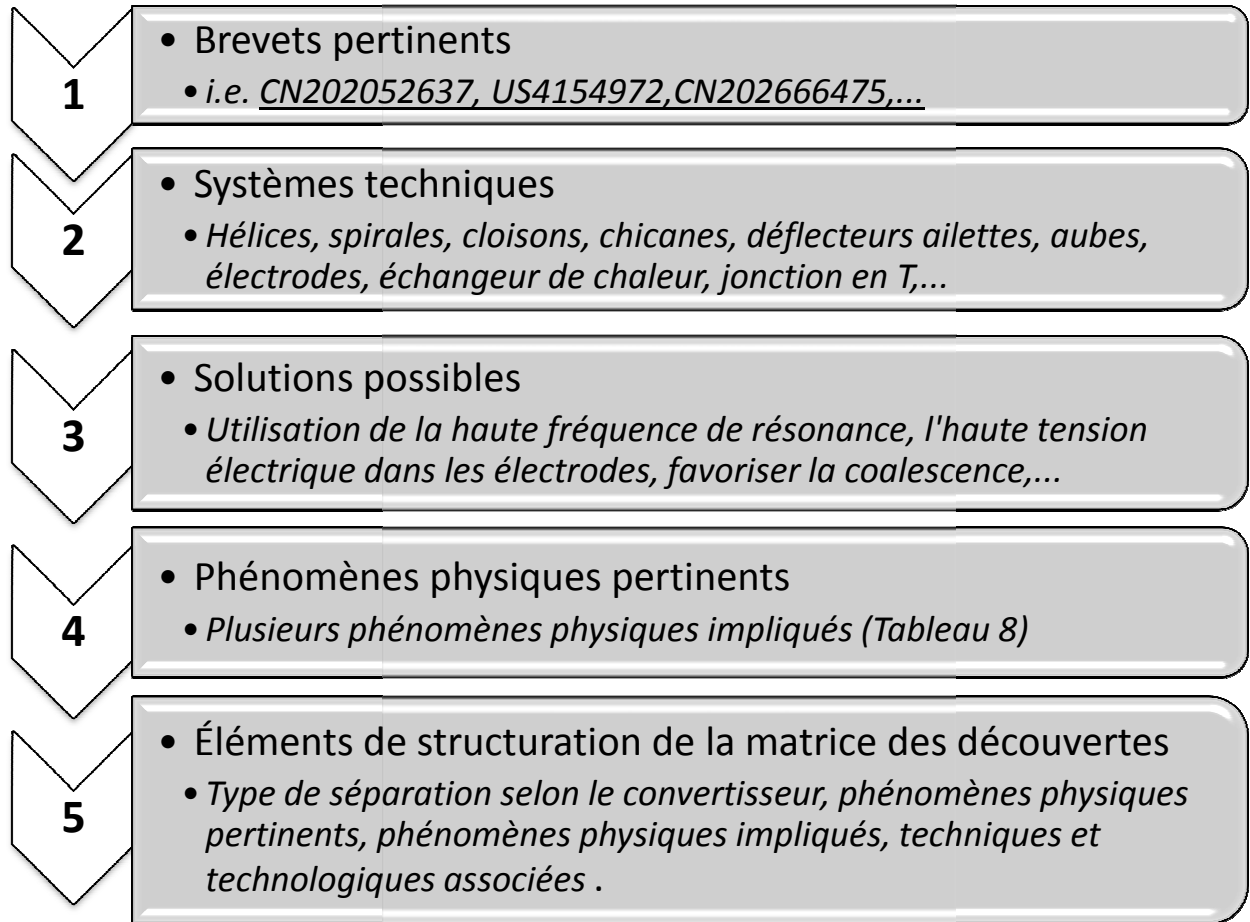 1
• Brevets pertinents
• i.e. CN202052637, US4154972,CN202666475,...
2
• Systèmes techniques
• Hélices, spirales, cloisons, chicanes, déflecteurs ailettes, aubes,
électrodes, échangeur de chaleur, jonction en T,...
3
• Solutions possibles
• Utilisation de la haute fréquence de résonance, l'haute tension
électrique dans les électrodes, favoriser la coalescence,...
4
• Phénomènes physiques pertinents
• Plusieurs phénomènes physiques impliqués (Tableau 8)
5
• Éléments de structuration de la matrice des découvertes
• Type de séparation selon le convertisseur, phénomènes physiques
pertinents, phénomènes physiques impliqués, techniques et
technologiques associées .